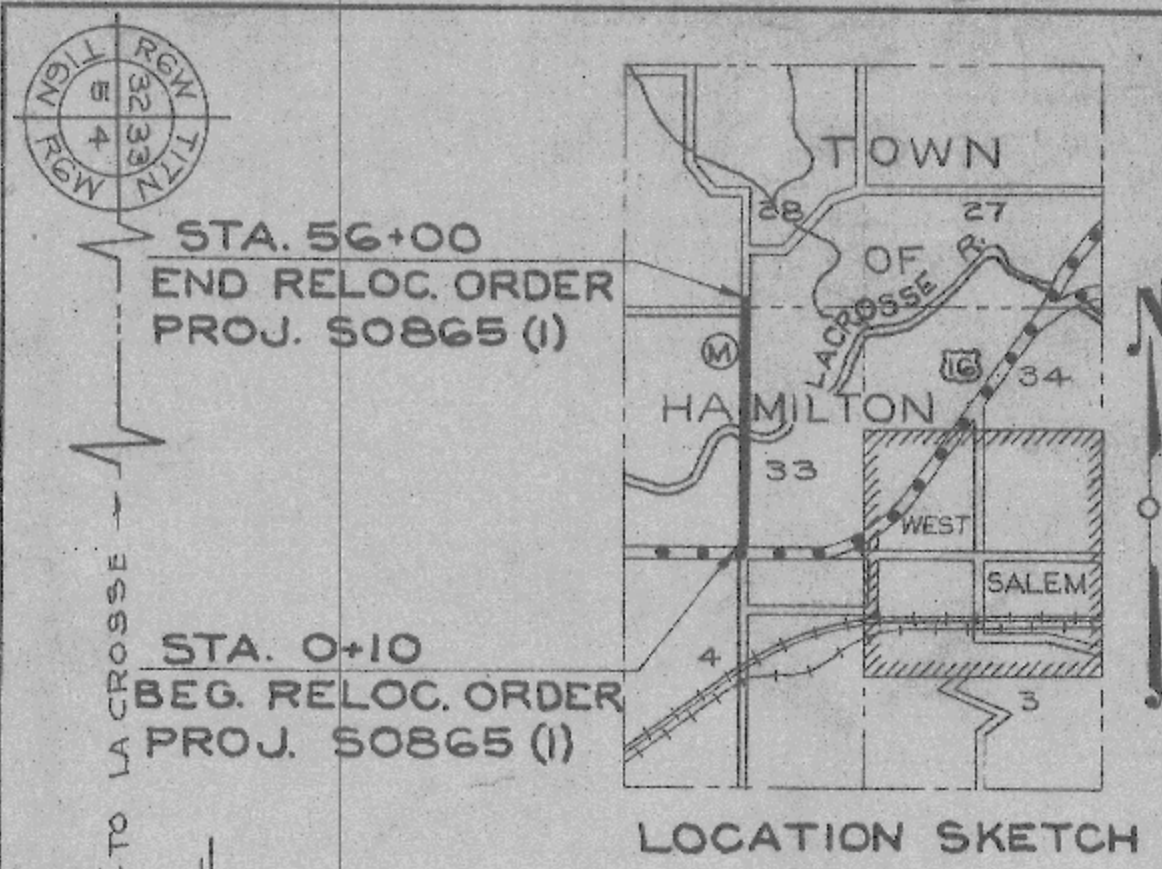 R6W
T17N
R6W
T16N
32 33
5 4
STA. 56+00
END RELOC. ORDER
PROJ. S0865 (1)
STA. 0+10
BEG. RELOC. ORDER
PROJ. S0865 (1)
TO LA CROSSE
TOWN
28
27
OF
LACROSSE R.
M
16
34
HAMILTON
33
WEST
SALEM
4
3
N
LOCATION SKETCH